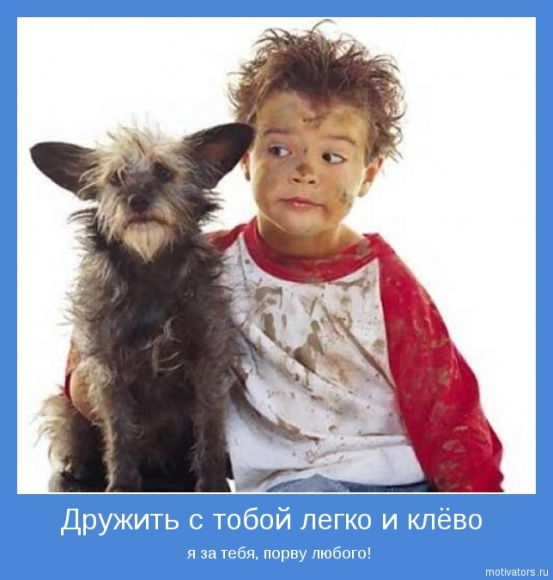 Дружить с тобой легко и клёво
я за тебя, порву любого!
motivators.ru